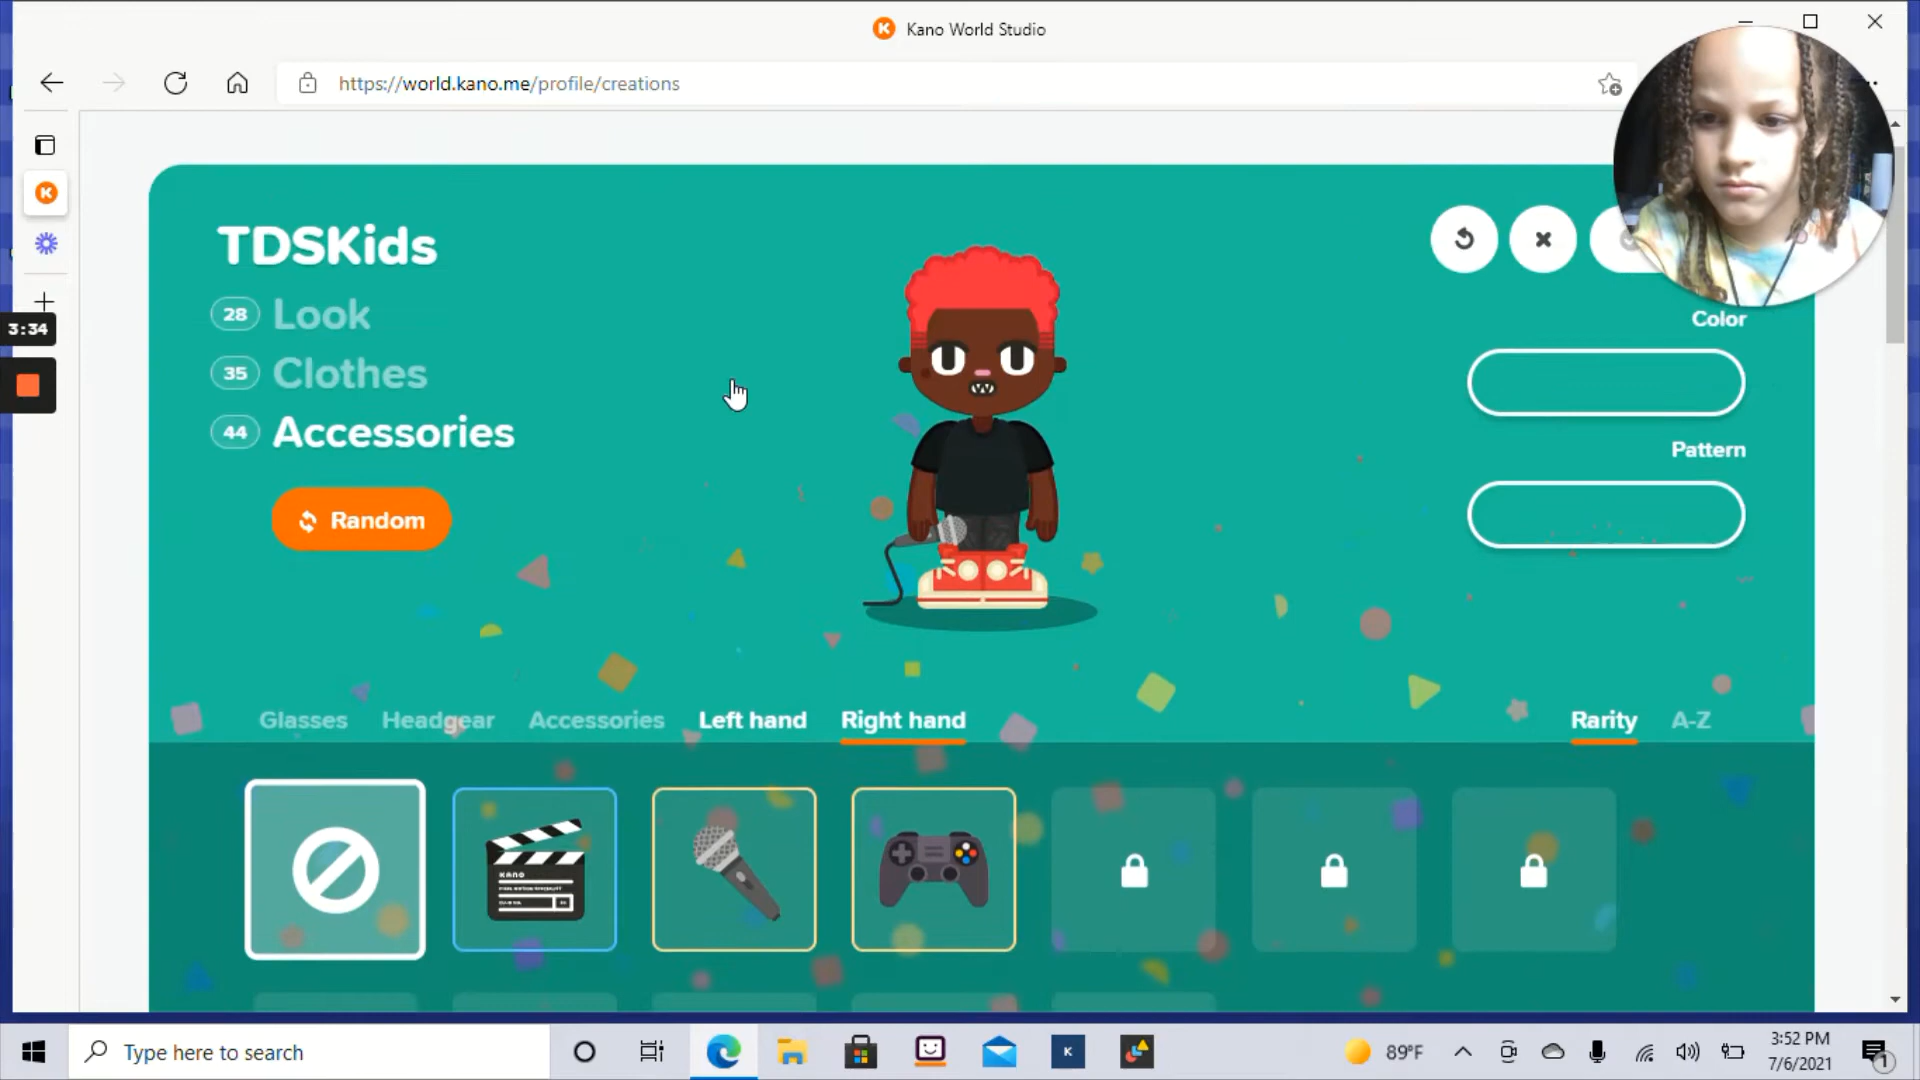 Kano World Studio
https://world.kano.me/profile/creations
TDSKids
28 Look
35 Clothes
44 Accessories
Random
3:34
Color
Pattern
Glasses Headgear Accessories Left hand Right hand Rarity A-Z
KANO
Type here to search
89°F
3:52 PM
7/6/2021
1